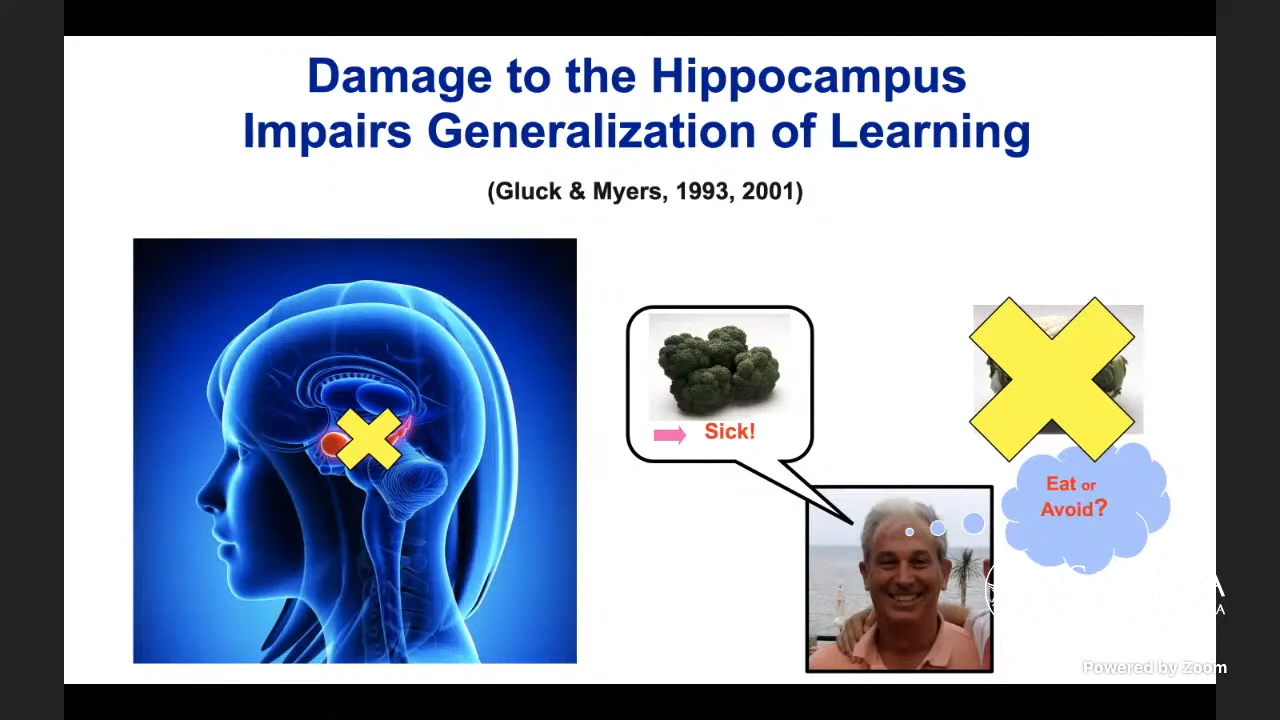 Damage to the Hippocampus
Impairs Generalization of Learning
(Gluck & Myers, 1993, 2001)
Sick!
Eat or
Avoid?
Powered by Zoom